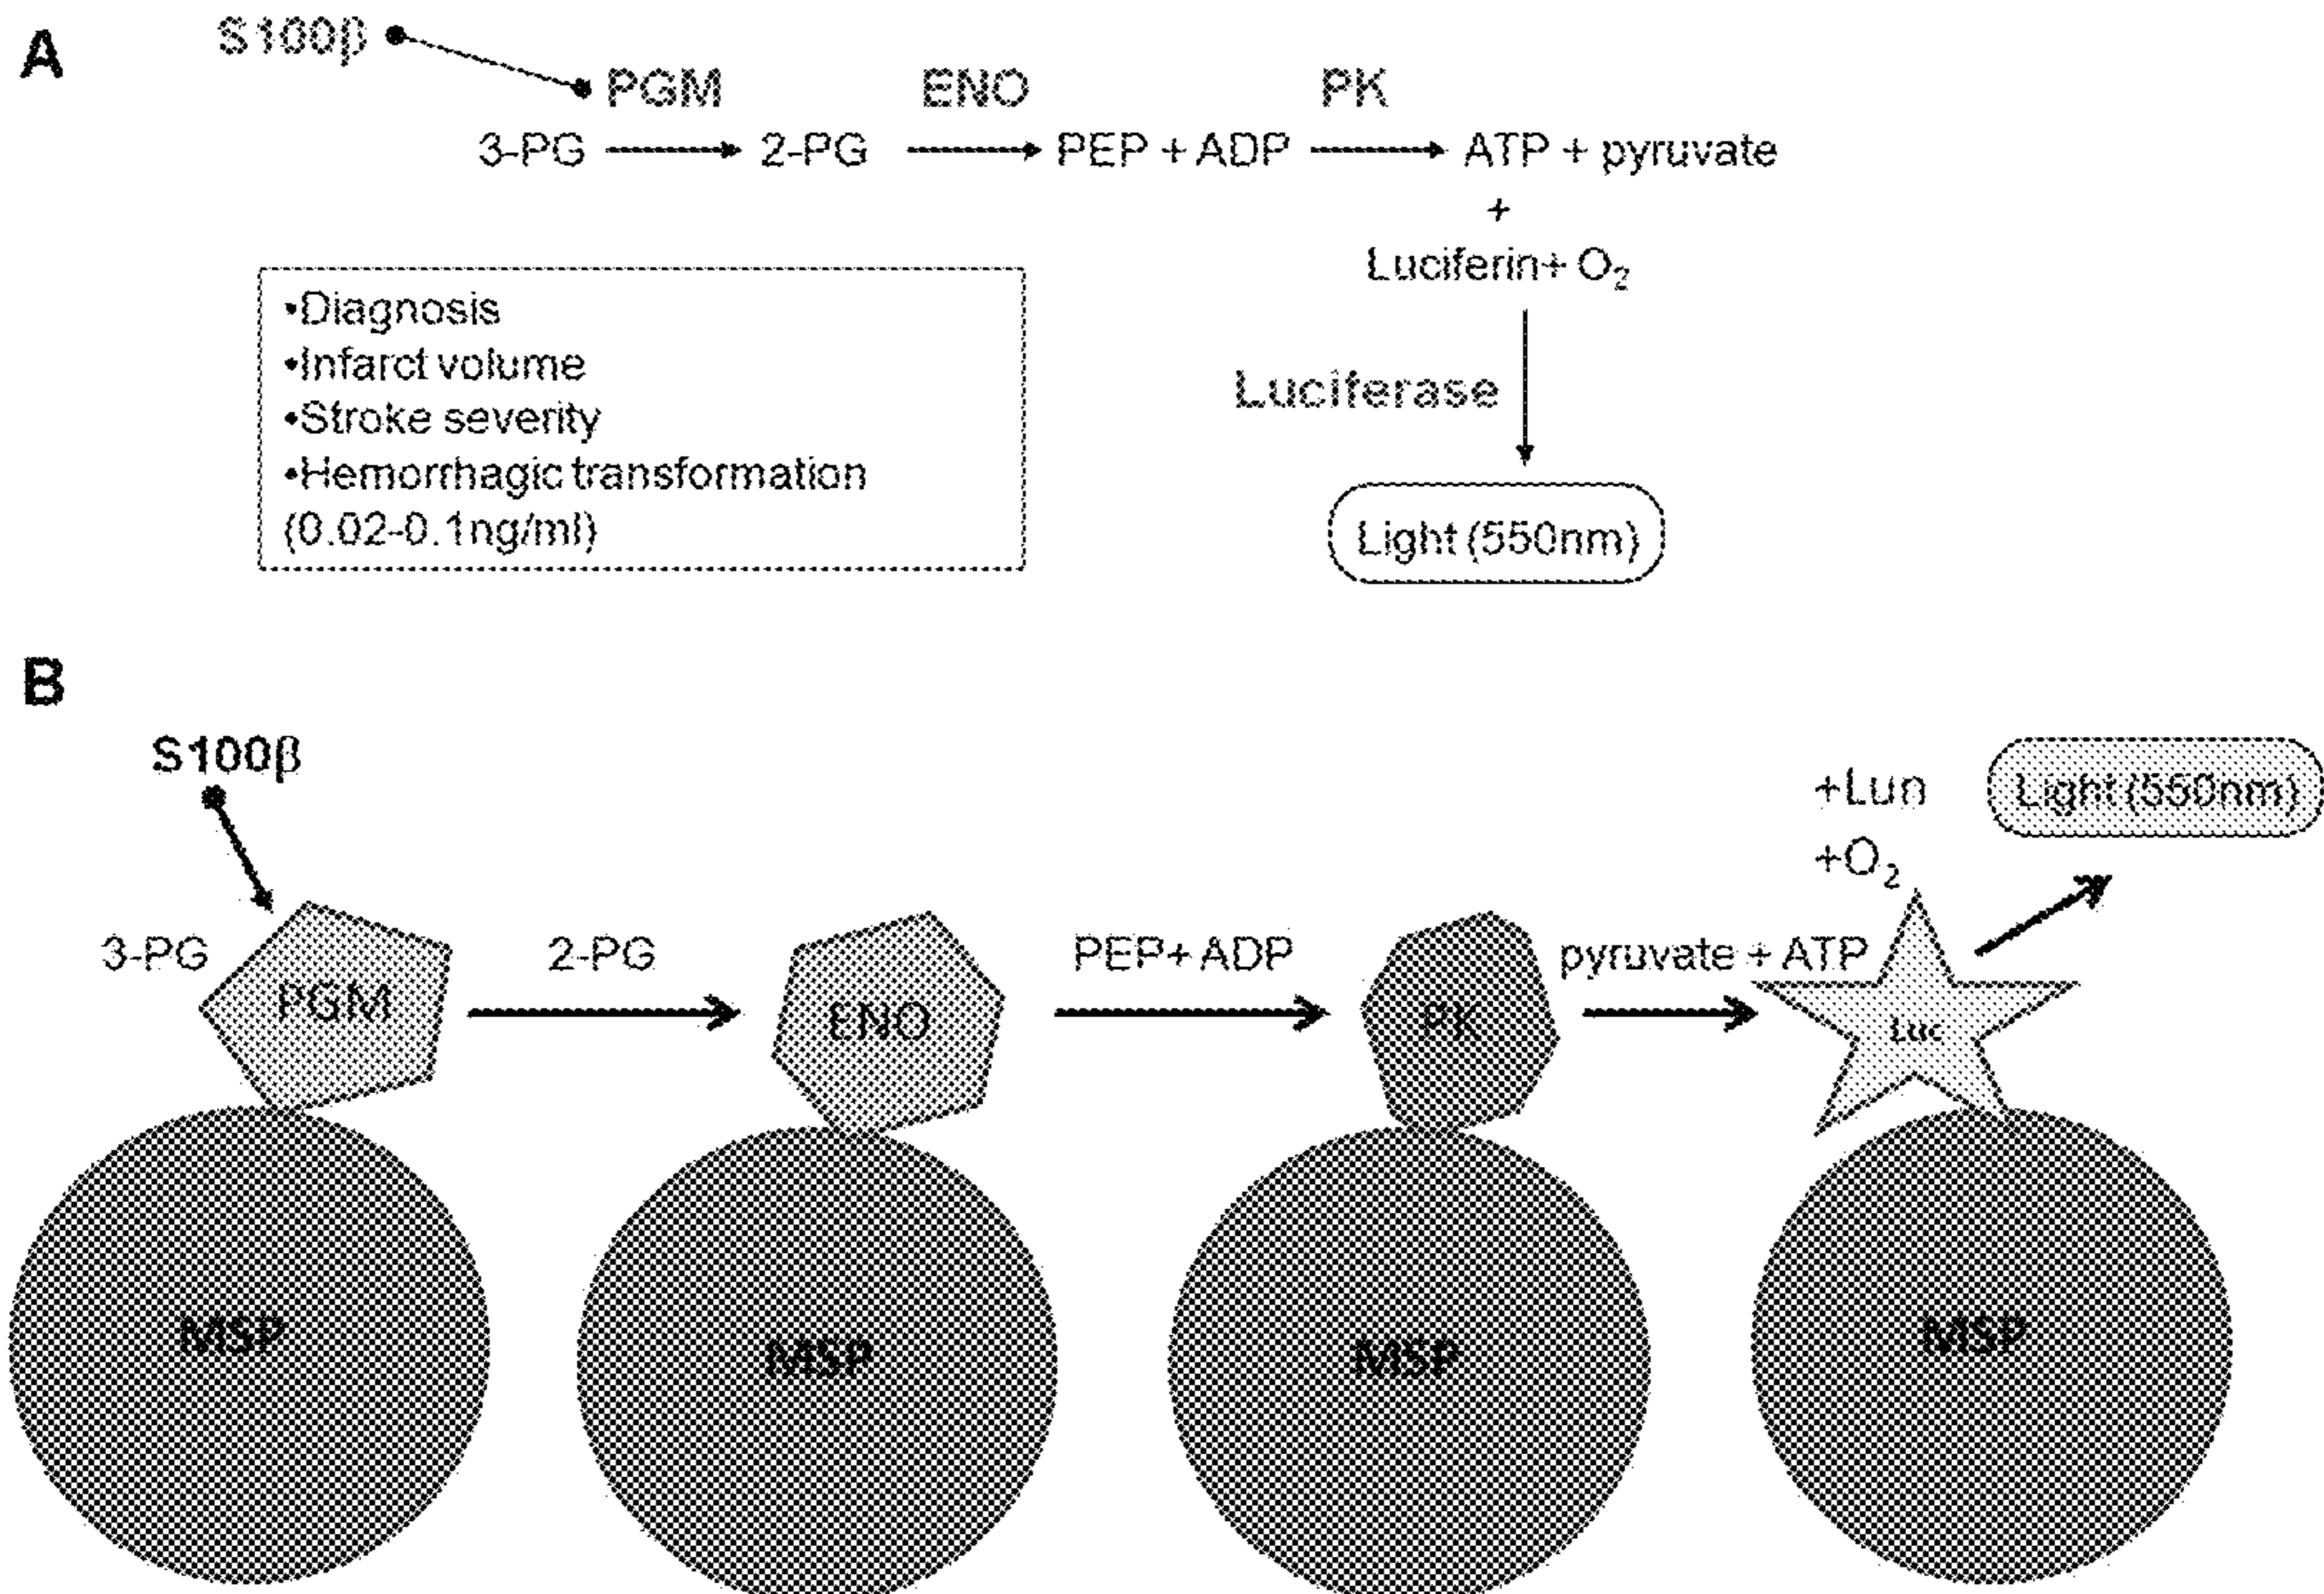 A
S100β
PGM ENO PK
3-PG 2-PG PEP + ADP ATP + pyruvate
+
Luciferin+ O₂
•Diagnosis
•Infarct volume
•Stroke severity
•Hemorrhagic transformation
(0.02-0.1ng/ml)
Luciferase
Light (550nm)
B
S100β
+Lun Light (550nm)
+O₂
3-PG 2-PG PEP+ ADP pyruvate + ATP
PGM ENO PK Luc
MSP MSP MSP MSP